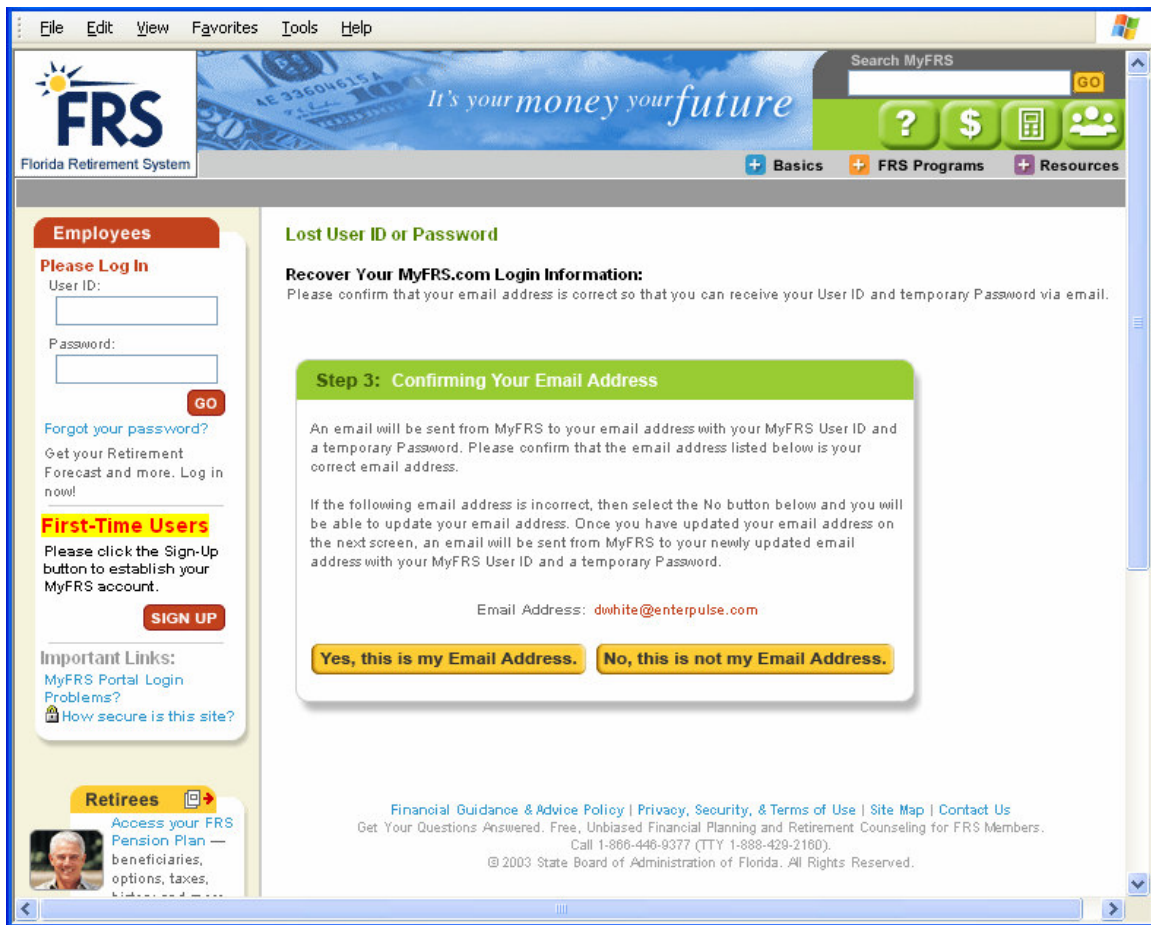 File Edit View Favorites Tools Help
FRS
Florida Retirement System
AE 33604615A
It's your money your future
Search MyFRS
GO
? $
Basics FRS Programs Resources
Employees
Please Log In
User ID:
Password:
GO
Forgot your password?
Get your Retirement
Forecast and more. Log in
now!
First-Time Users
Please click the Sign-Up
button to establish your
MyFRS account.
SIGN UP
Important Links:
MyFRS Portal Login
Problems?
How secure is this site?
Retirees
Access your FRS
Pension Plan —
beneficiaries,
options, taxes,
Lost User ID or Password
Recover Your MyFRS.com Login Information:
Please confirm that your email address is correct so that you can receive your User ID and temporary Password via email.
Step 3: Confirming Your Email Address
An email will be sent from MyFRS to your email address with your MyFRS User ID and
a temporary Password. Please confirm that the email address listed below is your
correct email address.
If the following email address is incorrect, then select the No button below and you will
be able to update your email address. Once you have updated your email address on
the next screen, an email will be sent from MyFRS to your newly updated email
address with your MyFRS User ID and a temporary Password.
Email Address: dwhite@enterpulse.com
Yes, this is my Email Address. No, this is not my Email Address.
Financial Guidance & Advice Policy | Privacy, Security, & Terms of Use | Site Map | Contact Us
Get Your Questions Answered. Free, Unbiased Financial Planning and Retirement Counseling for FRS Members.
Call 1-866-446-9377 (TTY 1-888-429-2160).
© 2003 State Board of Administration of Florida. All Rights Reserved.